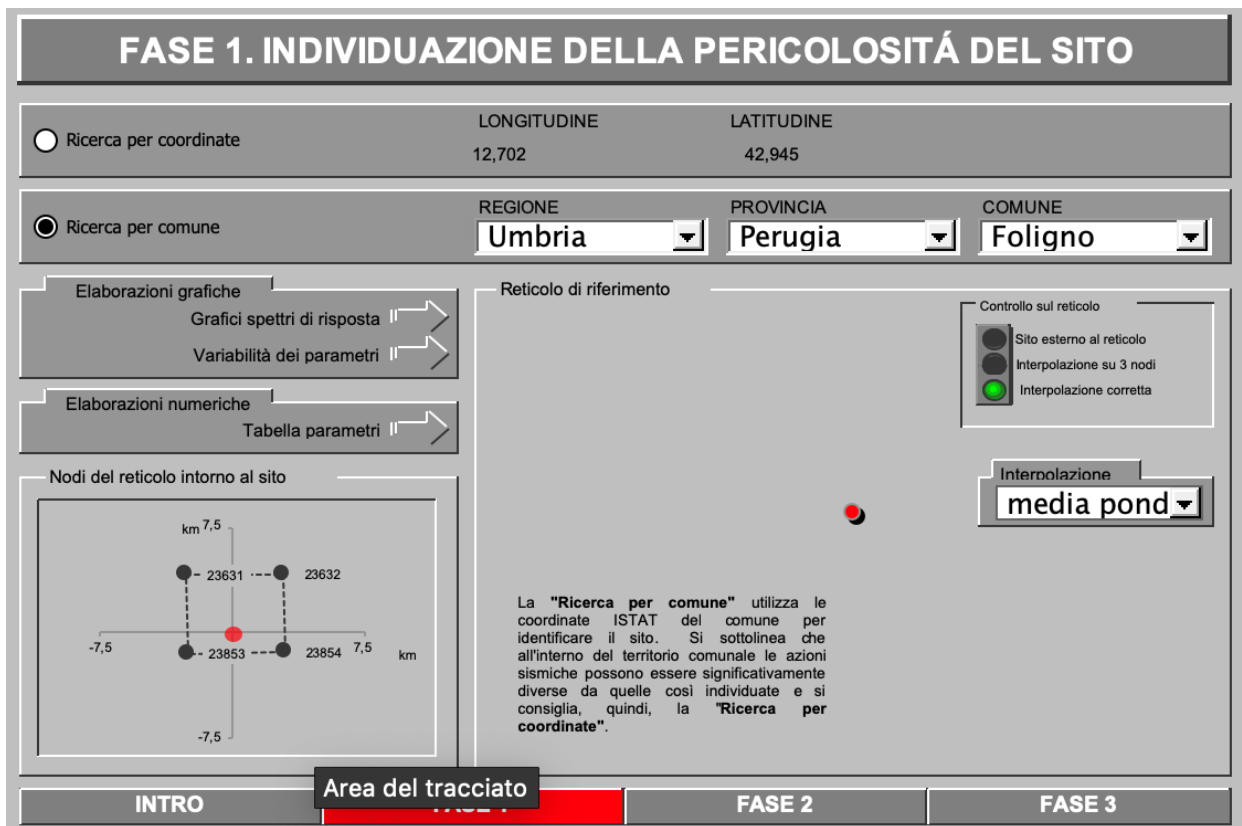 FASE 1. INDIVIDUAZIONE DELLA PERICOLOSITÁ DEL SITO
Ricerca per coordinate
LONGITUDINE
LATITUDINE
12,702
42,945
Ricerca per comune
REGIONE
PROVINCIA
COMUNE
Umbria
Perugia
Foligno
Elaborazioni grafiche
Grafici spettri di risposta
Variabilità dei parametri
Elaborazioni numeriche
Tabella parametri
Nodi del reticolo intorno al sito
km 7,5
23631
23632
-7,5
23853
23854
7,5
km
-7,5
Reticolo di riferimento
Controllo sul reticolo
Sito esterno al reticolo
Interpolazione su 3 nodi
Interpolazione corretta
Interpolazione
media pond
La "Ricerca per comune" utilizza le
coordinate ISTAT del comune per
identificare il sito. Si sottolinea che
all'interno del territorio comunale le azioni
sismiche possono essere significativamente
diverse da quelle così individuate e si
consiglia, quindi, la "Ricerca per
coordinate".
Area del tracciato
INTRO
FASE 2
FASE 3